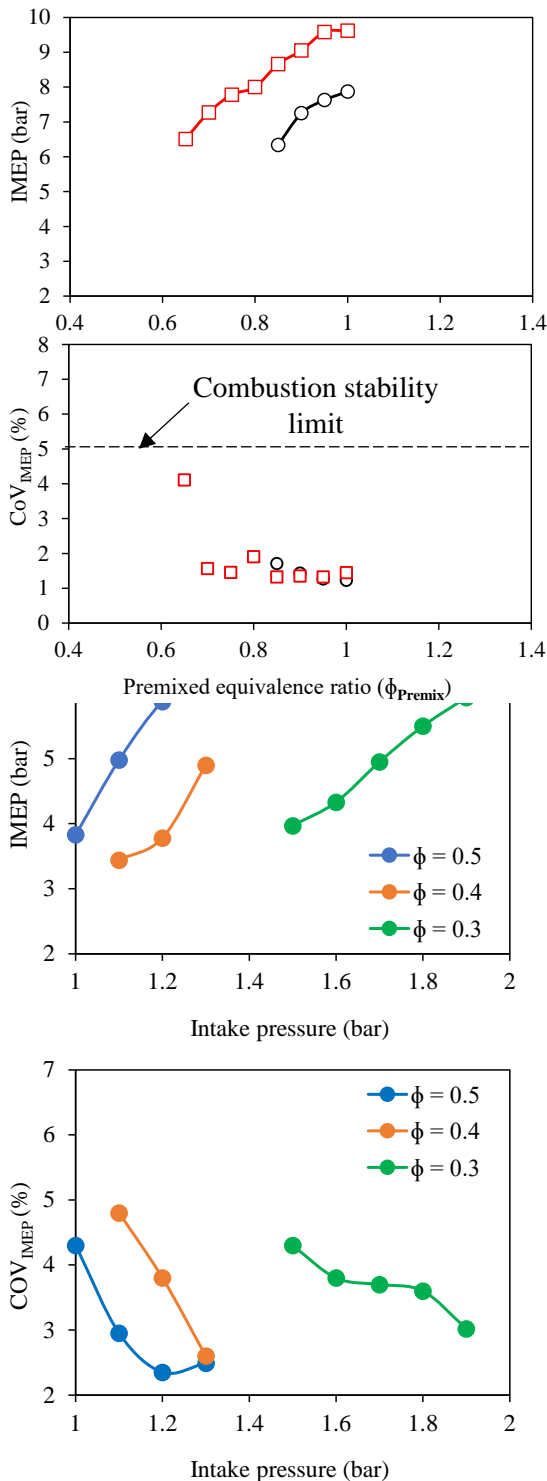 10
9
8
7
6
5
4
3
2
IMEP (bar)
0.4 0.6 0.8 1 1.2 1.4
8
7
6
5
4
3
2
1
0
CoV_IMEP (%)
Combustion stability
limit
0.4 0.6 0.8 1 1.2 1.4
Premixed equivalence ratio (ϕ_Premix)
5
4
3
2
IMEP (bar)
ϕ = 0.5
ϕ = 0.4
ϕ = 0.3
1 1.2 1.4 1.6 1.8 2
Intake pressure (bar)
7
6
5
4
3
2
COV_IMEP (%)
ϕ = 0.5
ϕ = 0.4
ϕ = 0.3
1 1.2 1.4 1.6 1.8 2
Intake pressure (bar)